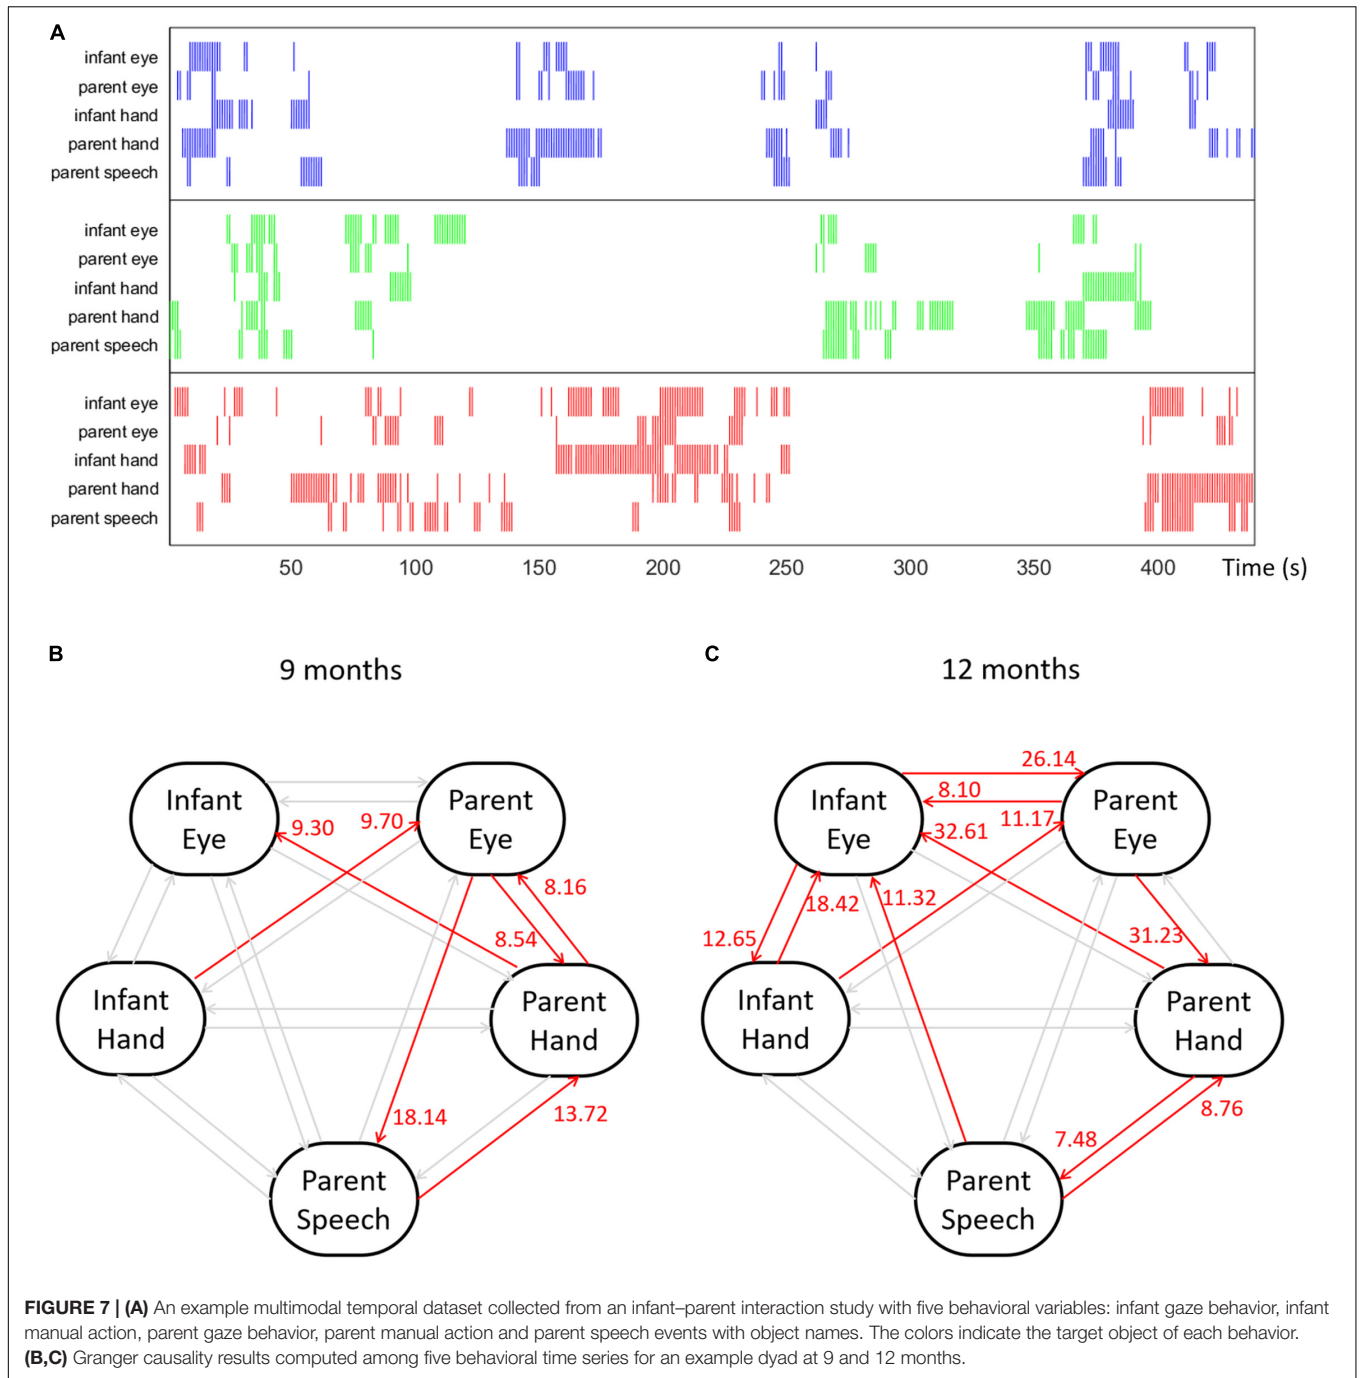 A
infant eye
parent eye
infant hand
parent hand
parent speech
infant eye
parent eye
infant hand
parent hand
parent speech
infant eye
parent eye
infant hand
parent hand
parent speech
50 100 150 200 250 300 350 400 Time (s)
B
9 months
Infant
Eye
Parent
Eye
9.30 9.70
8.16
8.54
Infant
Hand
Parent
Hand
18.14
13.72
Parent
Speech
C
12 months
26.14
8.10
Infant
Eye
Parent
Eye
32.61
11.17
18.42
11.32
12.65
31.23
Infant
Hand
Parent
Hand
8.76
7.48
Parent
Speech
FIGURE 7 | (A) An example multimodal temporal dataset collected from an infant–parent interaction study with five behavioral variables: infant gaze behavior, infant
manual action, parent gaze behavior, parent manual action and parent speech events with object names. The colors indicate the target object of each behavior.
(B,C) Granger causality results computed among five behavioral time series for an example dyad at 9 and 12 months.